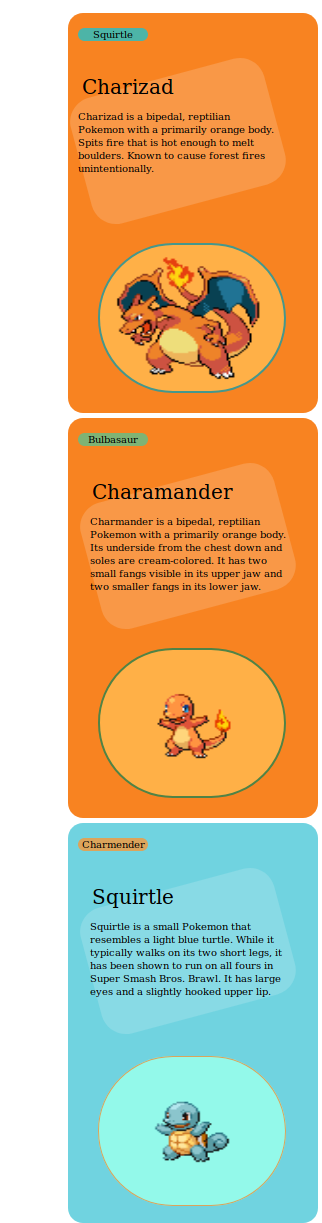 Squirtle
Charizad
Charizad is a bipedal, reptilian
Pokemon with a primarily orange body.
Spits fire that is hot enough to melt
boulders. Known to cause forest fires
unintentionally.
Bulbasaur
Charamander
Charmander is a bipedal, reptilian
Pokemon with a primarily orange body.
Its underside from the chest down and
soles are cream-colored. It has two
small fangs visible in its upper jaw and
two smaller fangs in its lower jaw.
Charmender
Squirtle
Squirtle is a small Pokemon that
resembles a light blue turtle. While it
typically walks on its two short legs, it
has been shown to run on all fours in
Super Smash Bros. Brawl. It has large
eyes and a slightly hooked upper lip.